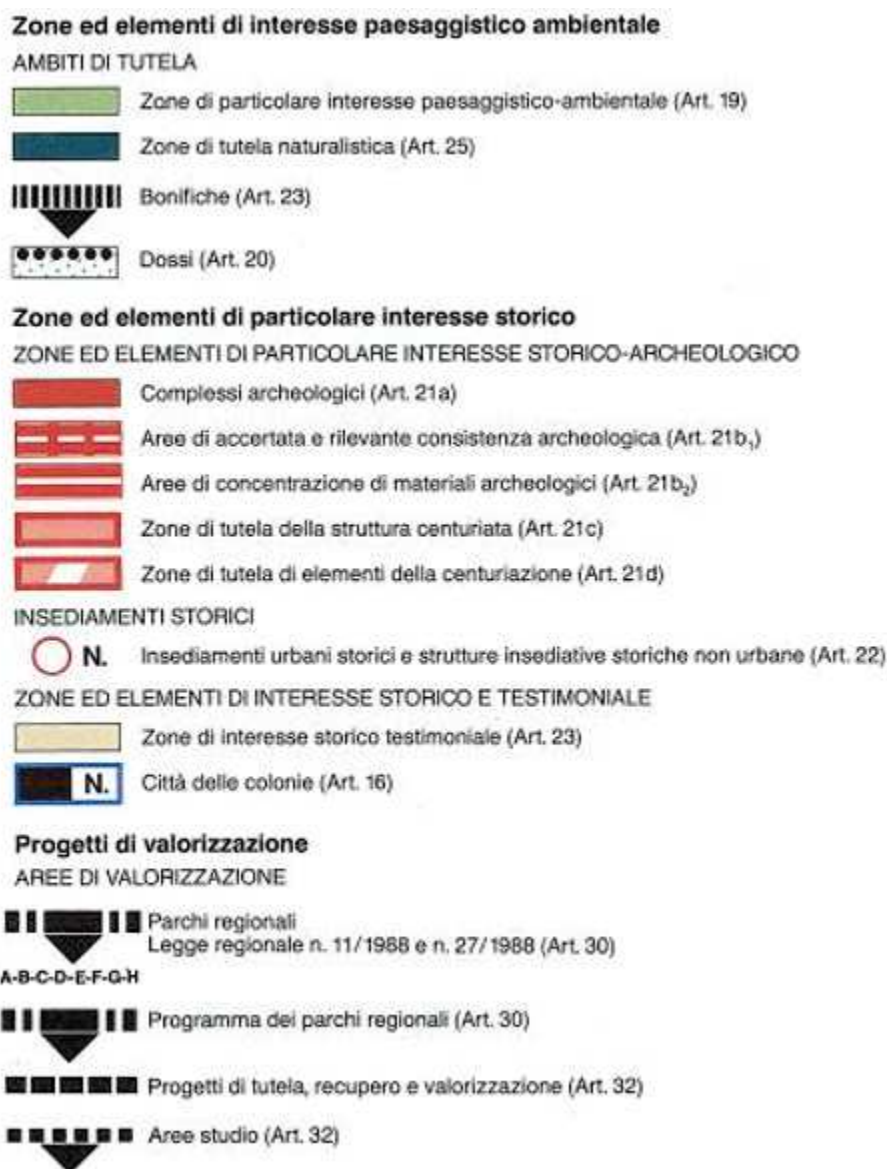 Zone ed elementi di interesse paesaggistico ambientale
AMBITI DI TUTELA
Zone di particolare interesse paesaggistico-ambientale (Art. 19)
Zone di tutela naturalistica (Art. 25)
Bonifiche (Art. 23)
Dossi (Art. 20)
Zone ed elementi di particolare interesse storico
ZONE ED ELEMENTI DI PARTICOLARE INTERESSE STORICO-ARCHEOLOGICO
Complessi archeologici (Art. 21a)
Aree di accertata e rilevante consistenza archeologica (Art. 21b₁)
Aree di concentrazione di materiali archeologici (Art. 21b₂)
Zone di tutela della struttura centuriata (Art. 21c)
Zone di tutela di elementi della centuriazione (Art. 21d)
INSEDIAMENTI STORICI
N. Insediamenti urbani storici e strutture insediative storiche non urbane (Art. 22)
ZONE ED ELEMENTI DI INTERESSE STORICO E TESTIMONIALE
Zone di interesse storico testimoniale (Art. 23)
N. Città delle colonie (Art. 16)
Progetti di valorizzazione
AREE DI VALORIZZAZIONE
Parchi regionali
Legge regionale n. 11/1988 e n. 27/1988 (Art. 30)
A-B-C-D-E-F-G-H
Programma dei parchi regionali (Art. 30)
Progetti di tutela, recupero e valorizzazione (Art. 32)
Aree studio (Art. 32)